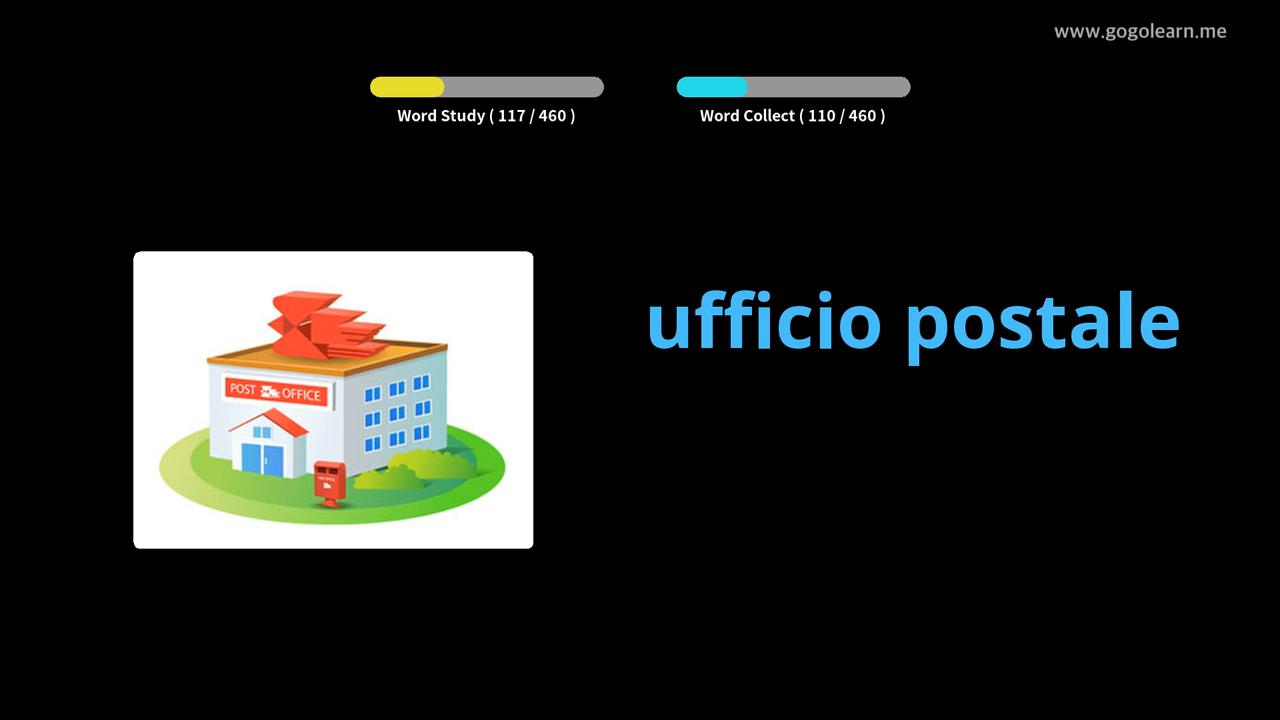 www.gogolearn.me
Word Study ( 117 / 460 )
Word Collect ( 110 / 460 )
ufficio postale
POST OFFICE